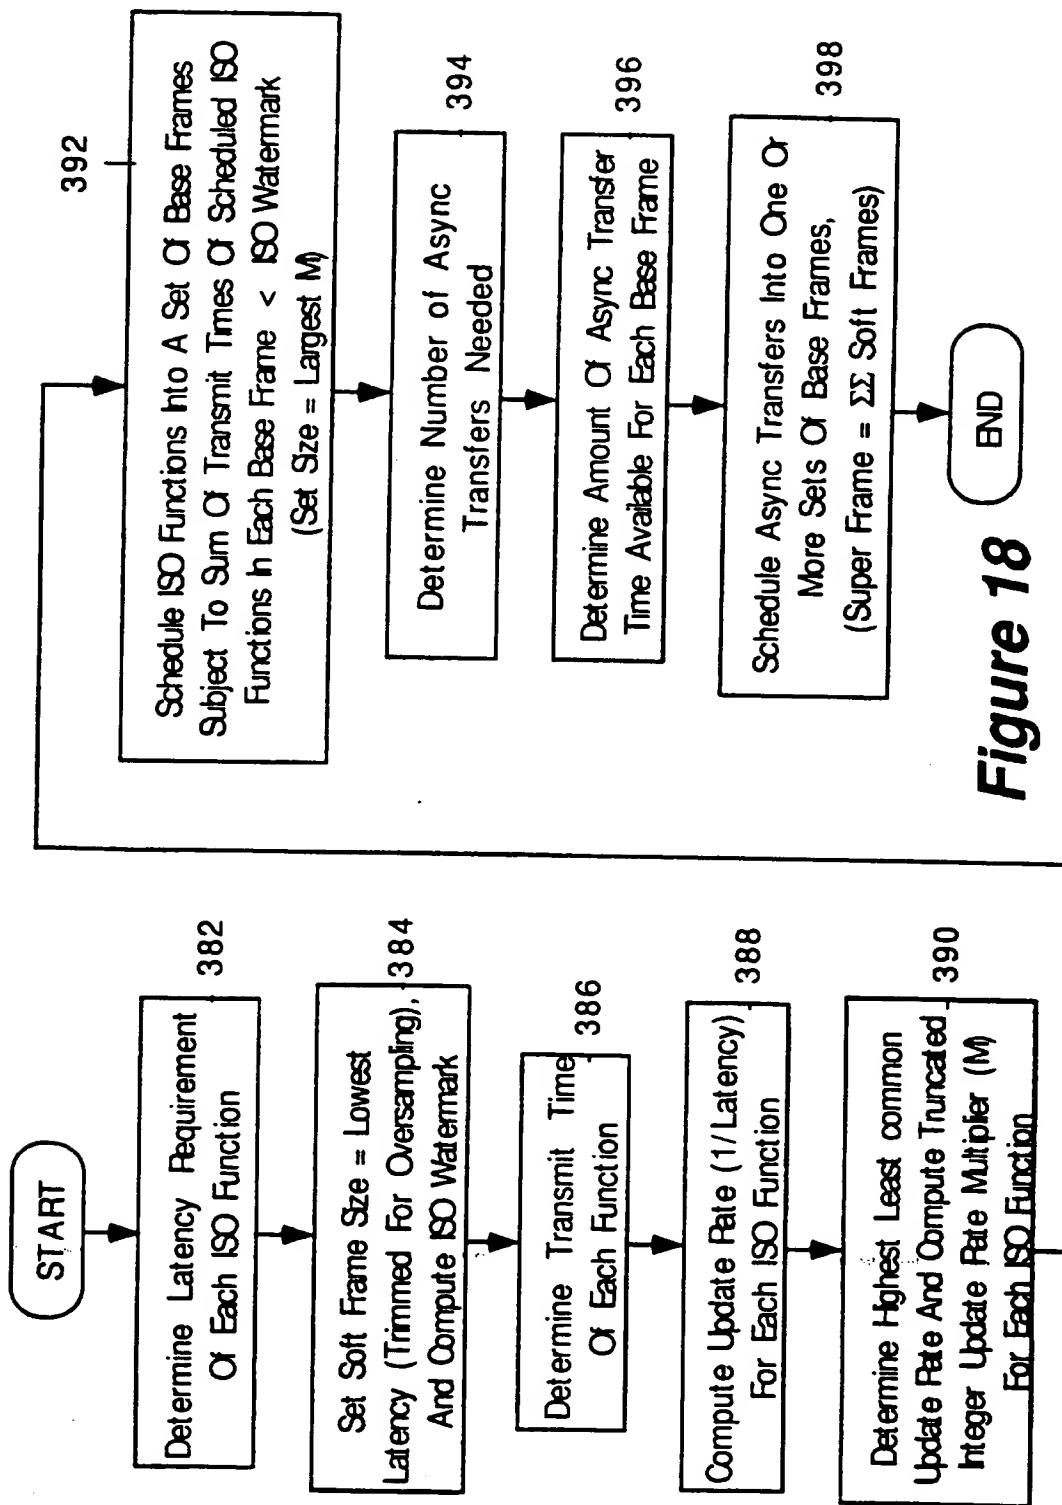 START
Determine Latency Requirement
Of Each ISO Function
382
Set Soft Frame Size = Lowest
Latency (Trimmed For Oversampling),
And Compute ISO Watermark
384
Determine Transmit Time
Of Each Function
386
Compute Update Rate (1/Latency)
For Each ISO Function
388
Determine Highest Least common
Update Rate And Compute Truncated
Integer Update Rate Multiplier (M)
For Each ISO Function
390
392
Schedule ISO Functions Into A Set Of Base Frames
Subject To Sum Of Transmit Times Of Scheduled ISO
Functions In Each Base Frame < ISO Watermark
(Set Size = Largest M)
Determine Number of Async
Transfers Needed
394
Determine Amount Of Async Transfer
Time Available For Each Base Frame
396
Schedule Async Transfers Into One Or
More Sets Of Base Frames,
(Super Frame = ΣΣ Soft Frames)
398
END
Figure 18